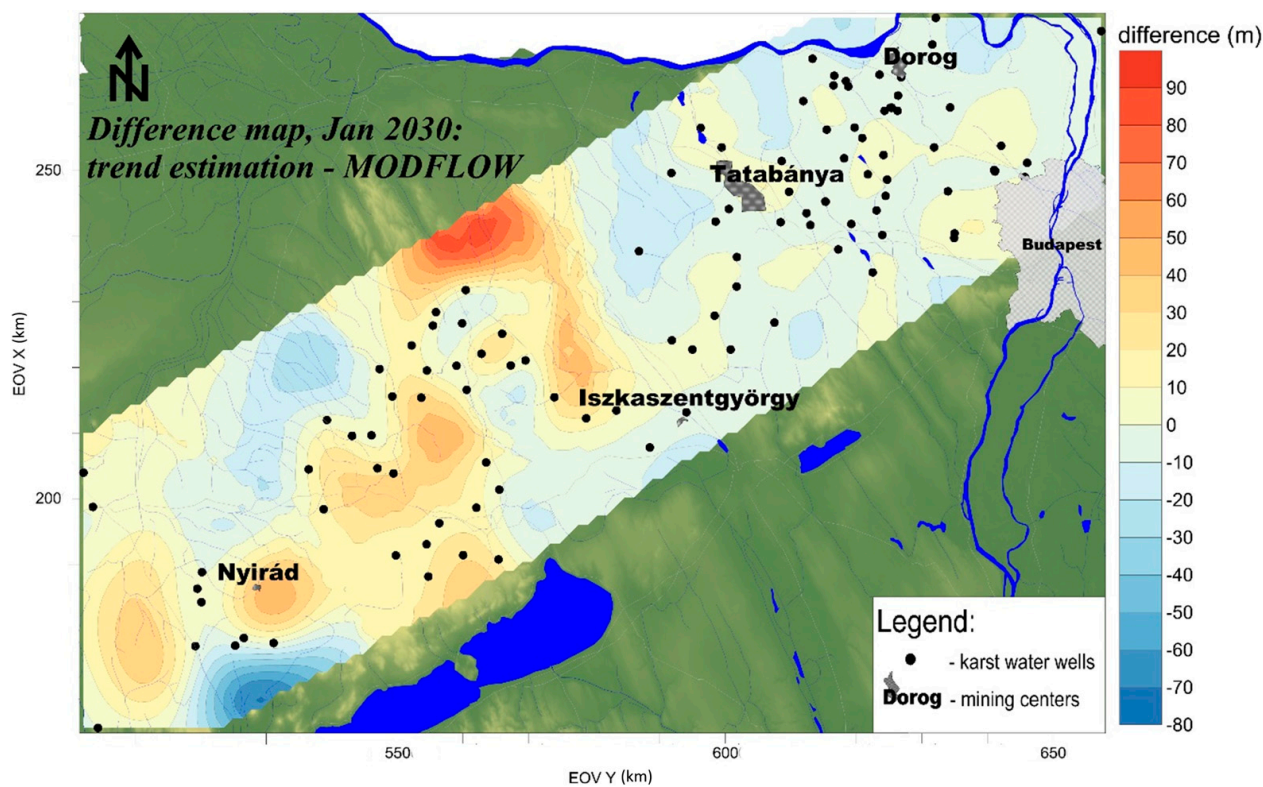 N
Difference map, Jan 2030:
trend estimation - MODFLOW
Dorog
Tatabánya
Budapest
Iszkaszentgyörgy
Nyirád
EOV X (km)
250
200
550
600
650
EOV Y (km)
Legend:
- karst water wells
Dorog - mining centers
difference (m)
90
80
70
60
50
40
30
20
10
0
-10
-20
-30
-40
-50
-60
-70
-80